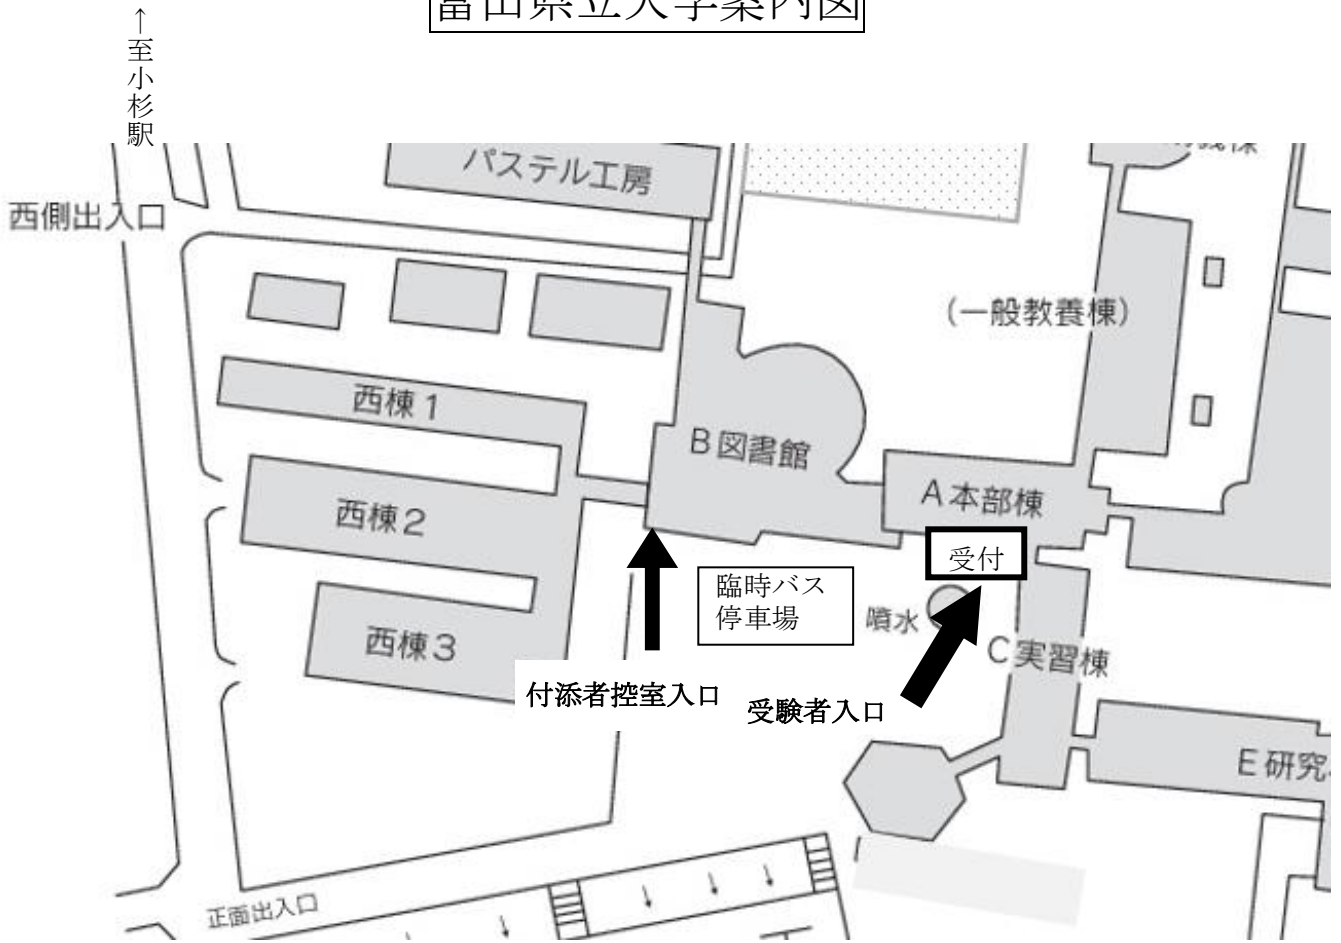 富山県立大学案内図
↑至小杉駅
パステル工房
西側出入口
(一般教養棟)
西棟1
B図書館
A本部棟
西棟2
受付
臨時バス
停車場
噴水
西棟3
C実習棟
付添者控室入口
受験者入口
E研究
正面出入口